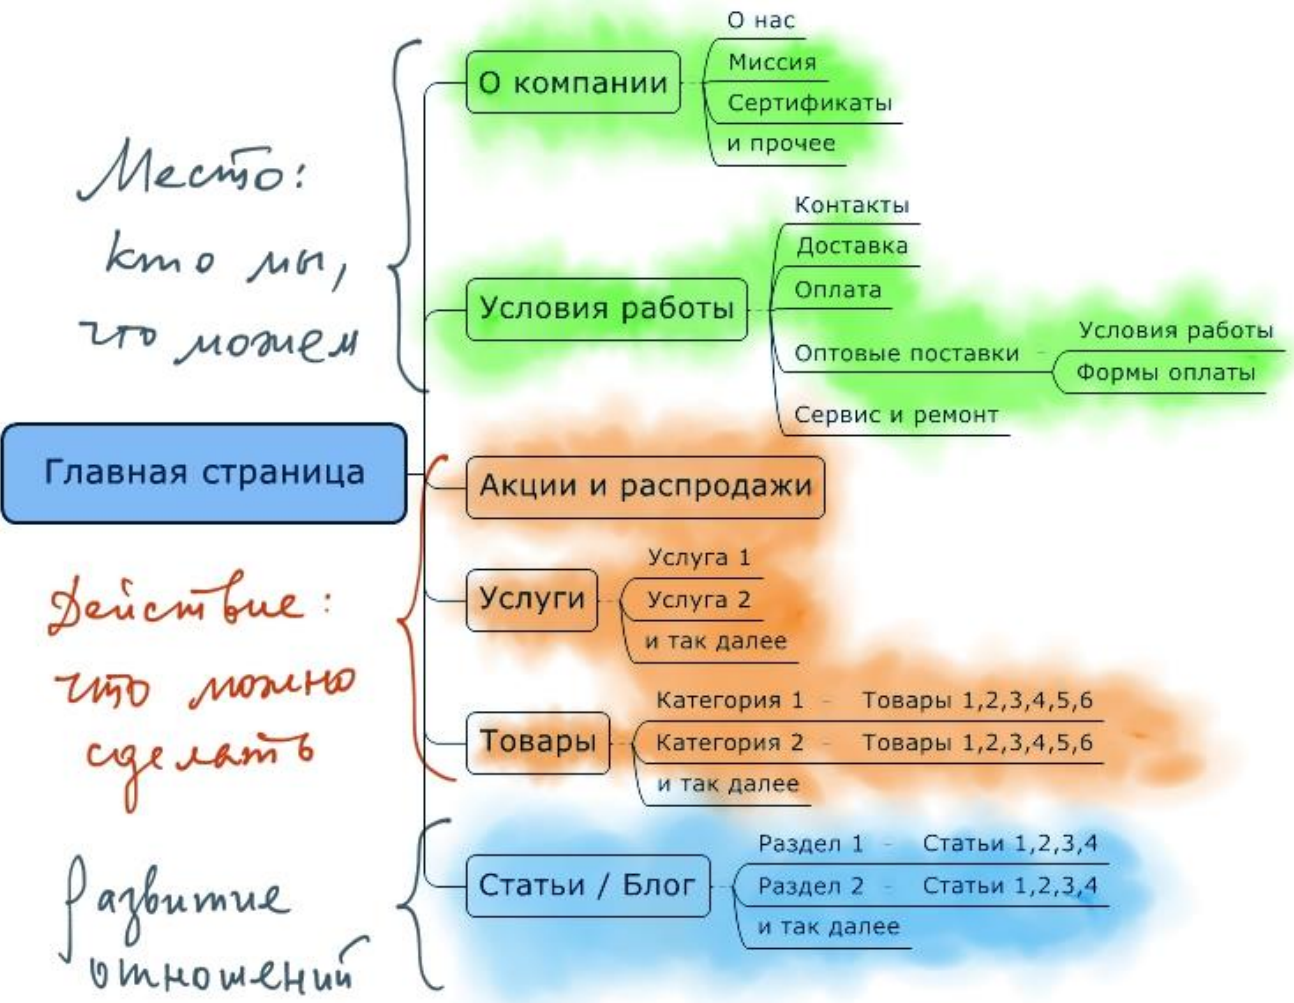 О нас
Миссия
О компании
Сертификаты
и прочее
Место:
кто мы,
что можем
Контакты
Доставка
Оплата
Условия работы
Оптовые поставки
Условия работы
Формы оплаты
Сервис и ремонт
Главная страница
Акции и распродажи
Действие:
что можно
сделать
Услуга 1
Услуги
Услуга 2
и так далее
Категория 1 - Товары 1,2,3,4,5,6
Товары
Категория 2 - Товары 1,2,3,4,5,6
и так далее
Развитие
отношений
Раздел 1 - Статьи 1,2,3,4
Статьи / Блог
Раздел 2 - Статьи 1,2,3,4
и так далее